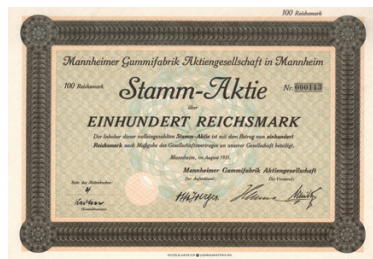 100 Reichsmark
Mannheimer Gummifabrik Aktiengesellschaft in Mannheim
100 Reichsmark
Stamm-Aktie
Nr. 000143
über
EINHUNDERT REICHSMARK
Der Inhaber dieser volleingezahlten Stamm-Aktie ist mit dem Betrag von einhundert
Reichsmark nach Maßgabe des Gesellschaftsvertrages an unserer Gesellschaft beteiligt.
Mannheim, im August 1931.
Mannheimer Gummifabrik Aktiengesellschaft
Der Aufsichtsrat:
Der Vorstand: